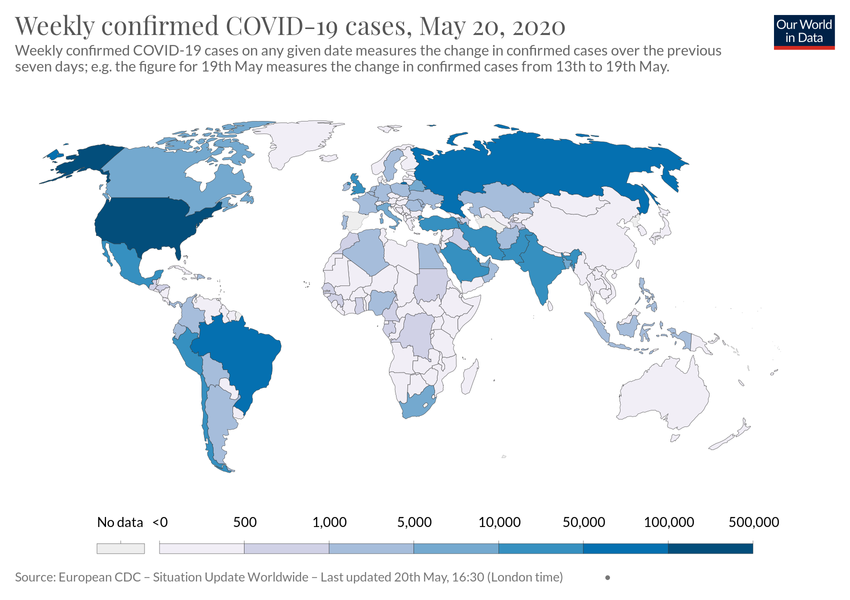 Weekly confirmed COVID-19 cases, May 20, 2020
Our World
in Data
Weekly confirmed COVID-19 cases on any given date measures the change in confirmed cases over the previous
seven days; e.g. the figure for 19th May measures the change in confirmed cases from 13th to 19th May.
No data <0 500 1,000 5,000 10,000 50,000 100,000 500,000
Source: European CDC – Situation Update Worldwide – Last updated 20th May, 16:30 (London time) •